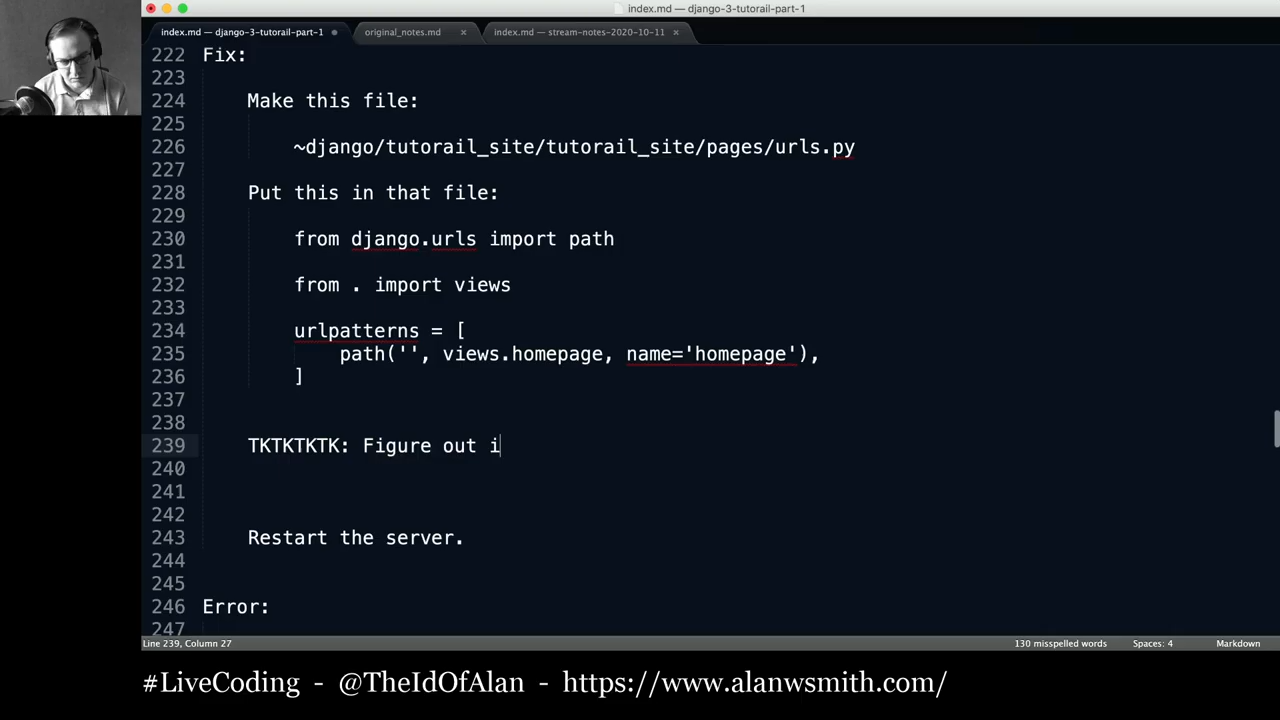 index.md — django-3-tutorail-part-1
index.md — django-3-tutorail-part-1 original_notes.md index.md — stream-notes-2020-10-11
222 Fix:
223
224 Make this file:
225
226 ~django/tutorail_site/tutorail_site/pages/urls.py
227
228 Put this in that file:
229
230 from django.urls import path
231
232 from . import views
233
234 urlpatterns = [
235 path('', views.homepage, name='homepage'),
236 ]
237
238
239 TKTKTKTK: Figure out i
240
241
242
243 Restart the server.
244
245
246 Error:
247
Line 239, Column 27 130 misspelled words Spaces: 4 Markdown
#LiveCoding - @TheIdOfAlan - https://www.alanwsmith.com/